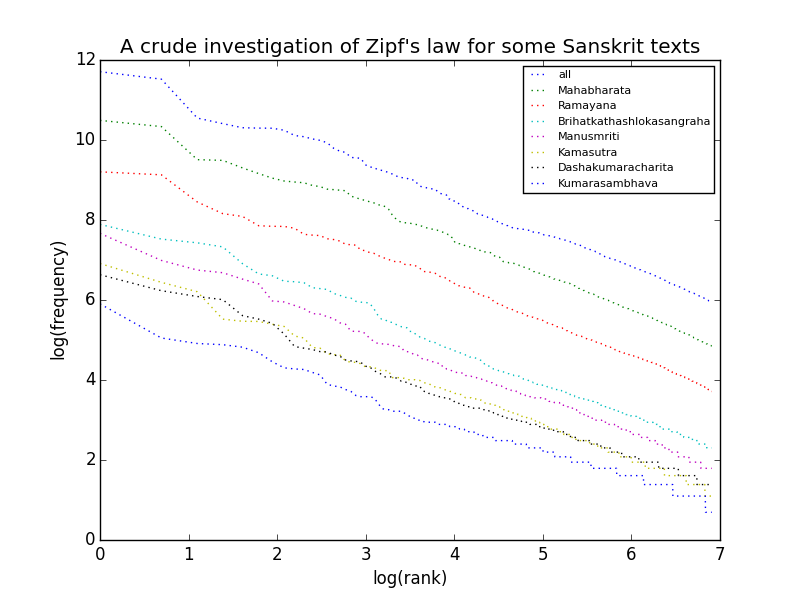 A crude investigation of Zipf's law for some Sanskrit texts
12
10
8
6
4
2
0
log(frequency)
all
Mahabharata
Ramayana
Brihatkathashlokasangraha
Manusmriti
Kamasutra
Dashakumaracharita
Kumarasambhava
0 1 2 3 4 5 6 7
log(rank)